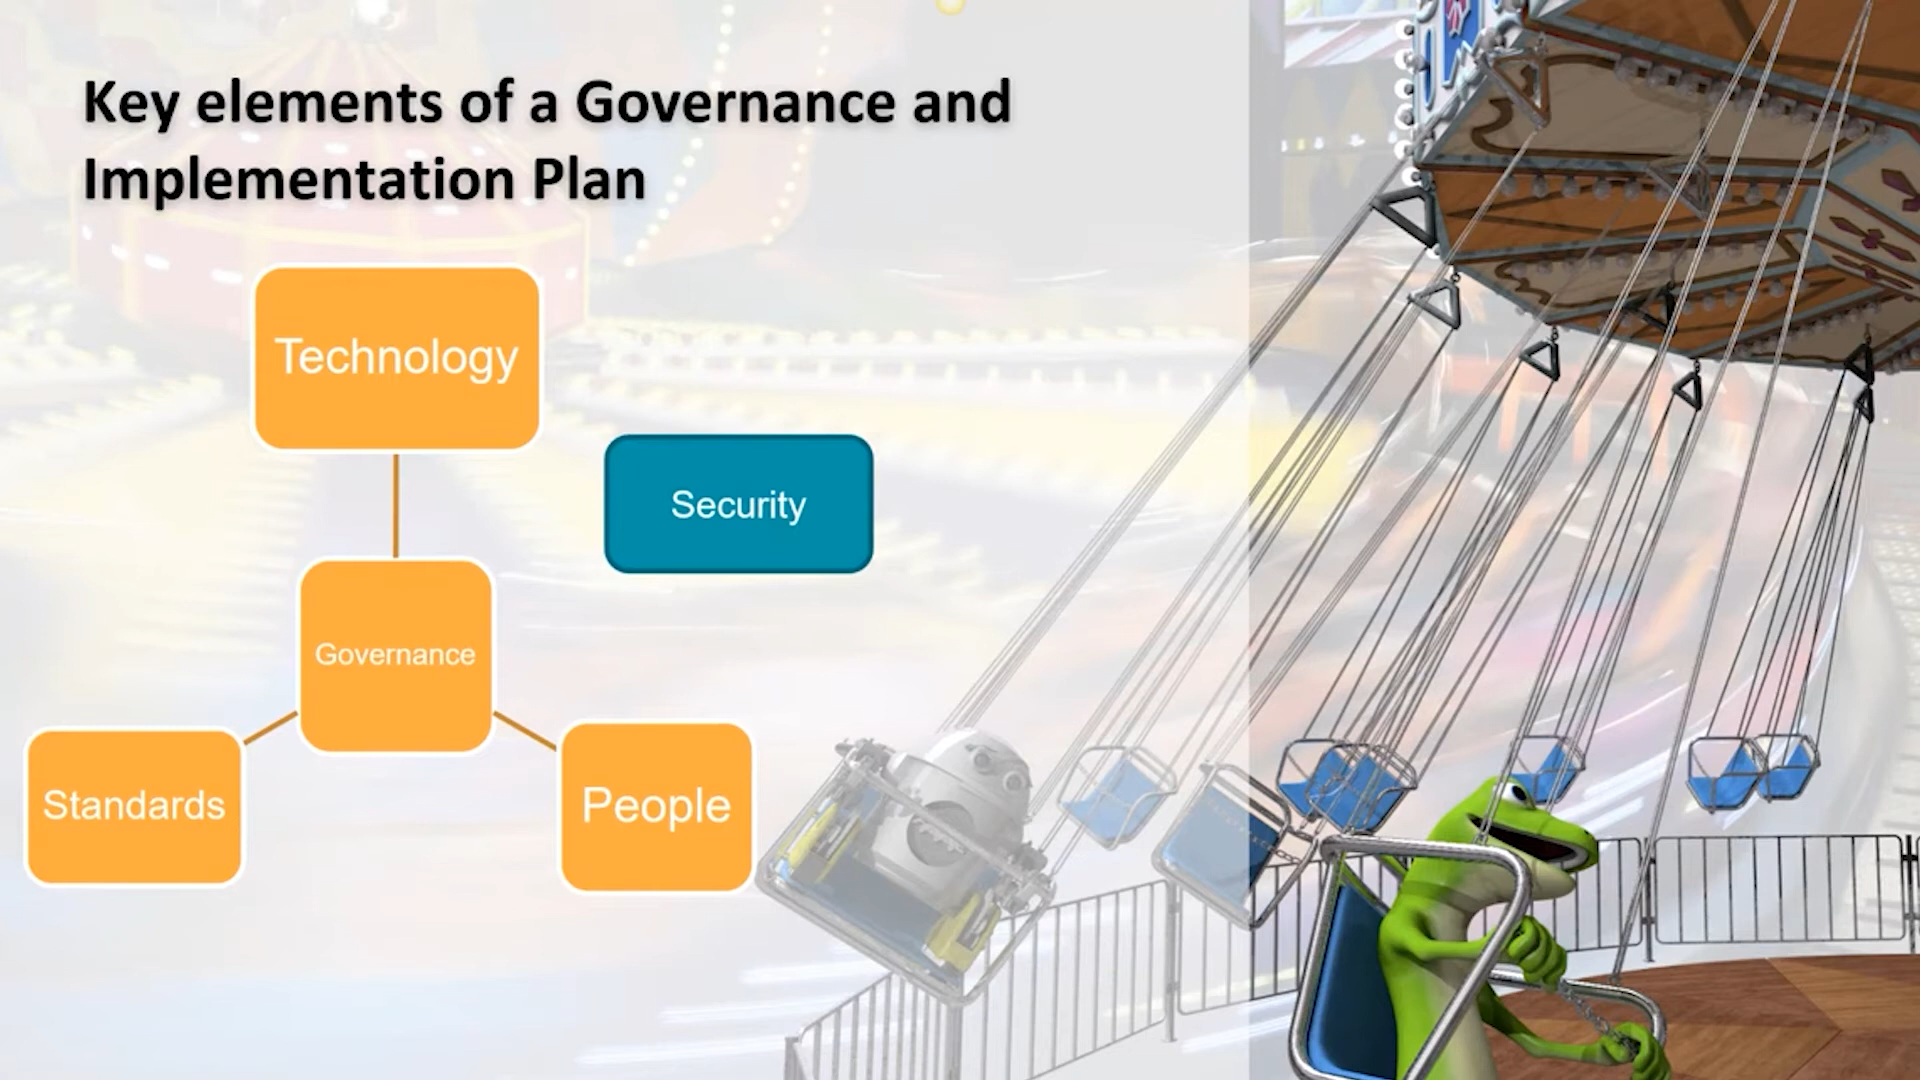 Key elements of a Governance and
Implementation Plan
Technology
Security
Governance
Standards
People